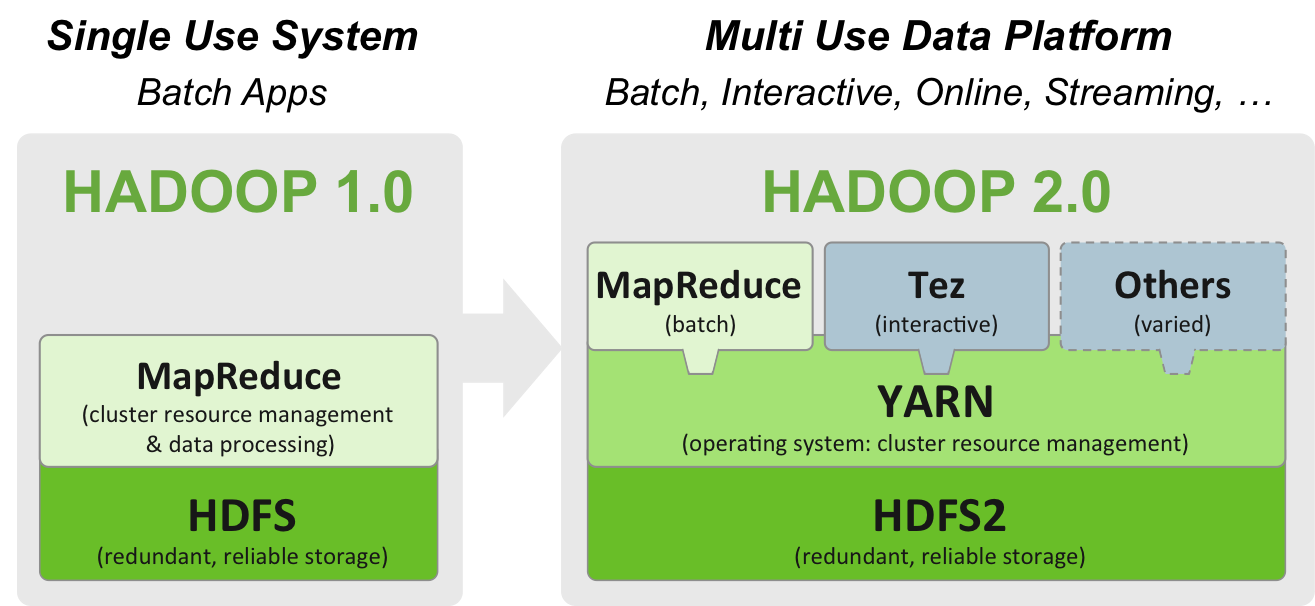 Single Use System
Batch Apps
HADOOP 1.0
MapReduce
(cluster resource management
& data processing)
HDFS
(redundant, reliable storage)
Multi Use Data Platform
Batch, Interactive, Online, Streaming, …
HADOOP 2.0
MapReduce
(batch)
Tez
(interactive)
Others
(varied)
YARN
(operating system: cluster resource management)
HDFS2
(redundant, reliable storage)